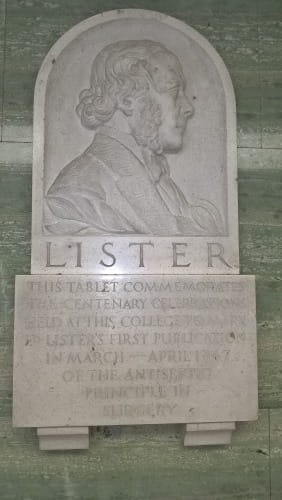 LISTER
THIS TABLET COMMEMORATES
THE CENTENARY CELEBRATIONS
HELD AT THIS COLLEGE TO MARK
LISTER'S FIRST PUBLICATION
IN MARCH — APRIL
OF THE ANTISEPTIC
PRINCIPLE IN
SURGERY